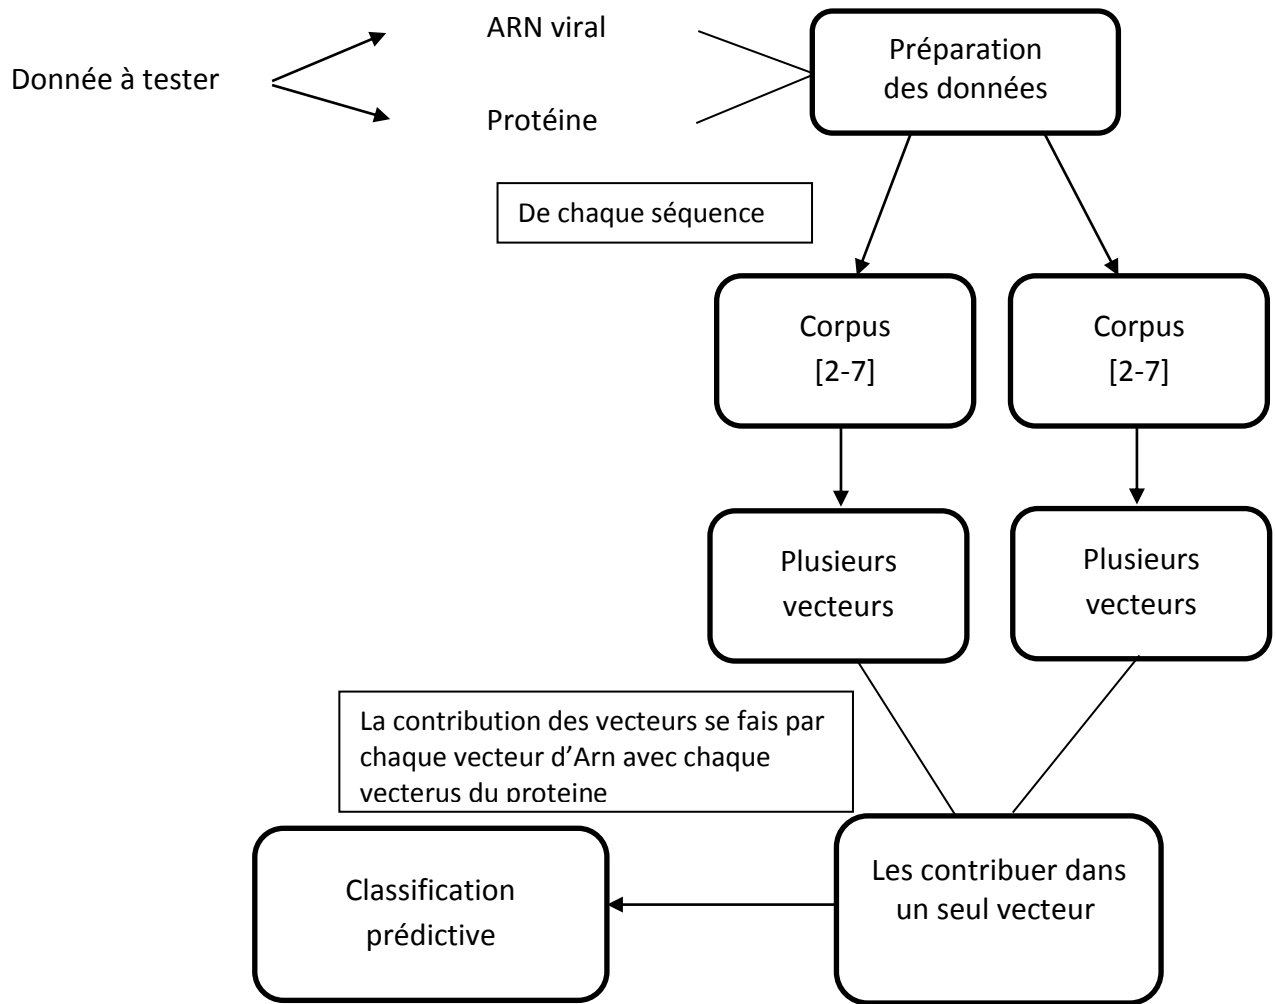 ARN viral
Donnée à tester
Protéine
Préparation
des données
De chaque séquence
Corpus
[2-7]
Corpus
[2-7]
Plusieurs
vecteurs
Plusieurs
vecteurs
La contribution des vecteurs se fais par
chaque vecteur d’Arn avec chaque
vecterus du proteine
Les contribuer dans
un seul vecteur
Classification
prédictive